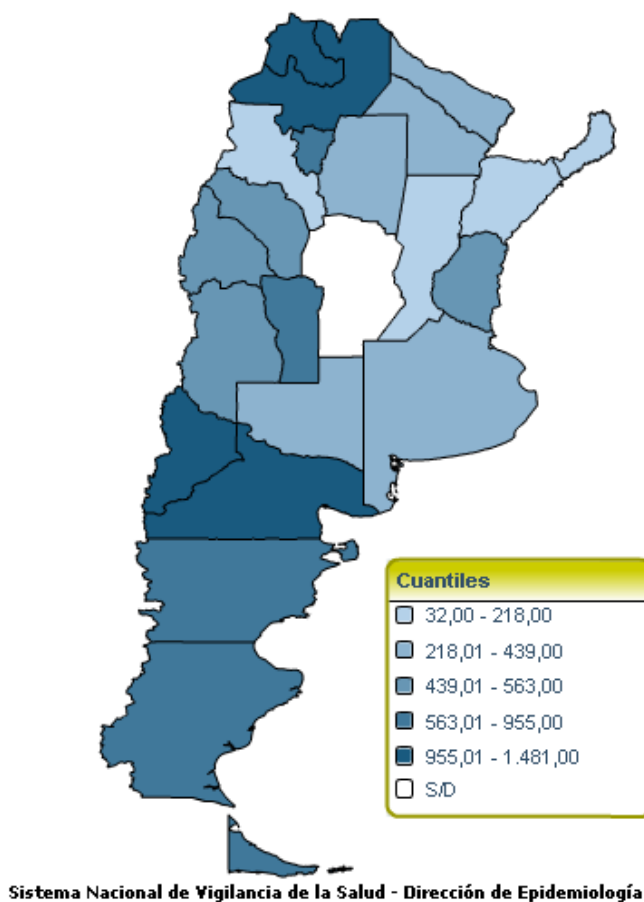 Cuantiles
32,00 - 218,00
218,01 - 439,00
439,01 - 563,00
563,01 - 955,00
955,01 - 1.481,00
S/D
Sistema Nacional de Vigilancia de la Salud - Dirección de Epidemiología